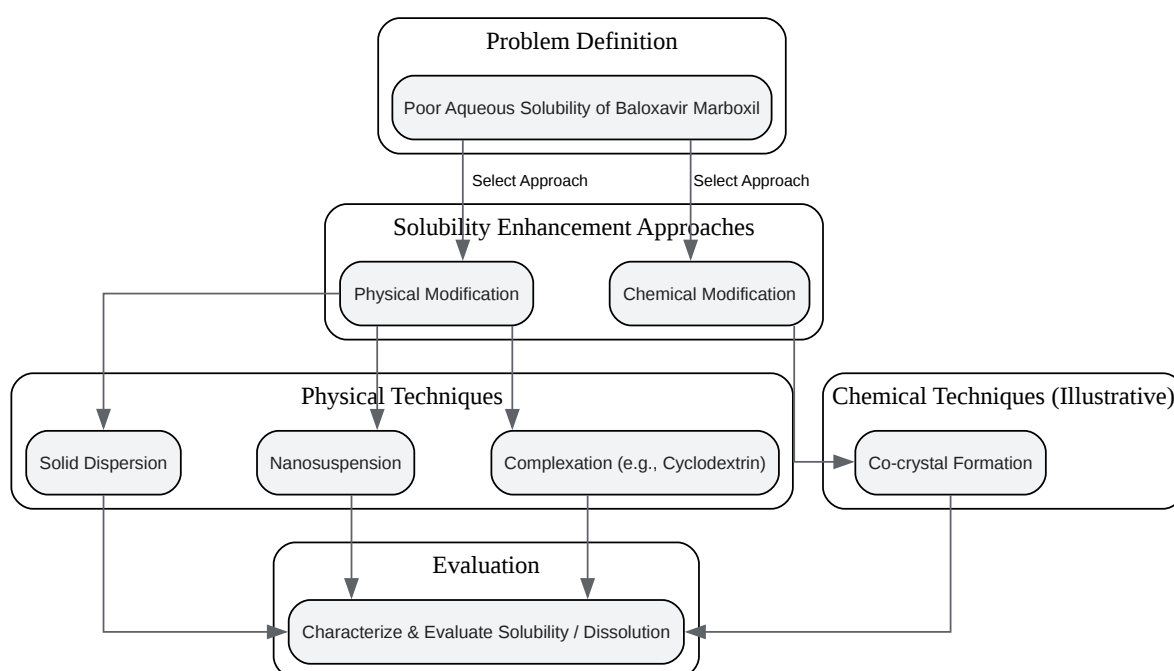 Problem Definition
Poor Aqueous Solubility of Baloxavir Marboxil
Select Approach
Select Approach
Solubility Enhancement Approaches
Physical Modification
Chemical Modification
Physical Techniques
Chemical Techniques (Illustrative)
Solid Dispersion
Nanosuspension
Complexation (e.g., Cyclodextrin)
Co-crystal Formation
Evaluation
Characterize & Evaluate Solubility / Dissolution